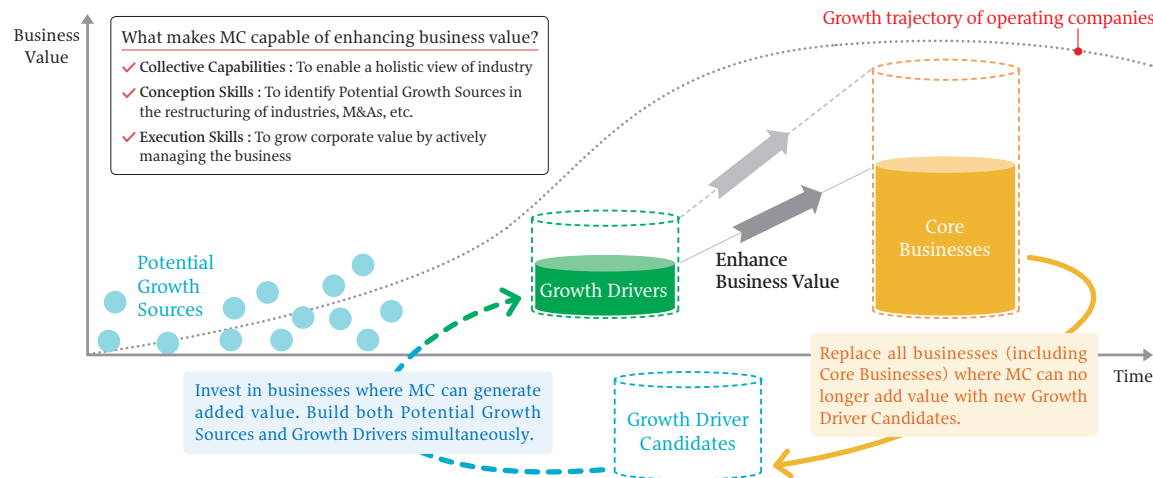 Growth trajectory of operating companies
Business
Value
What makes MC capable of enhancing business value?
Collective Capabilities : To enable a holistic view of industry
Conception Skills : To identify Potential Growth Sources in
the restructuring of industries, M&As, etc.
Execution Skills : To grow corporate value by actively
managing the business
Potential
Growth
Sources
Growth Drivers
Enhance
Business Value
Core
Businesses
Time
Invest in businesses where MC can generate
added value. Build both Potential Growth
Sources and Growth Drivers simultaneously.
Growth Driver
Candidates
Replace all businesses (including
Core Businesses) where MC can no
longer add value with new Growth
Driver Candidates.